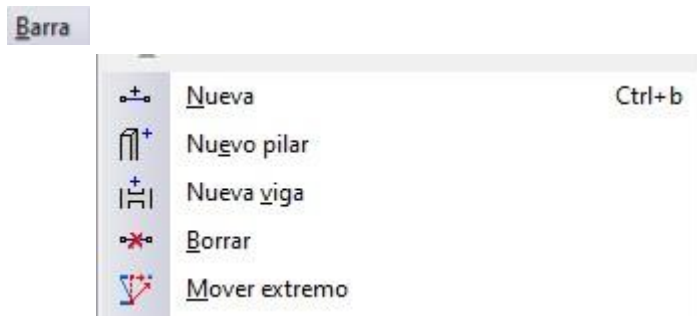 Barra
Nueva Ctrl+b
Nuevo pilar
Nueva viga
Borrar
Mover extremo